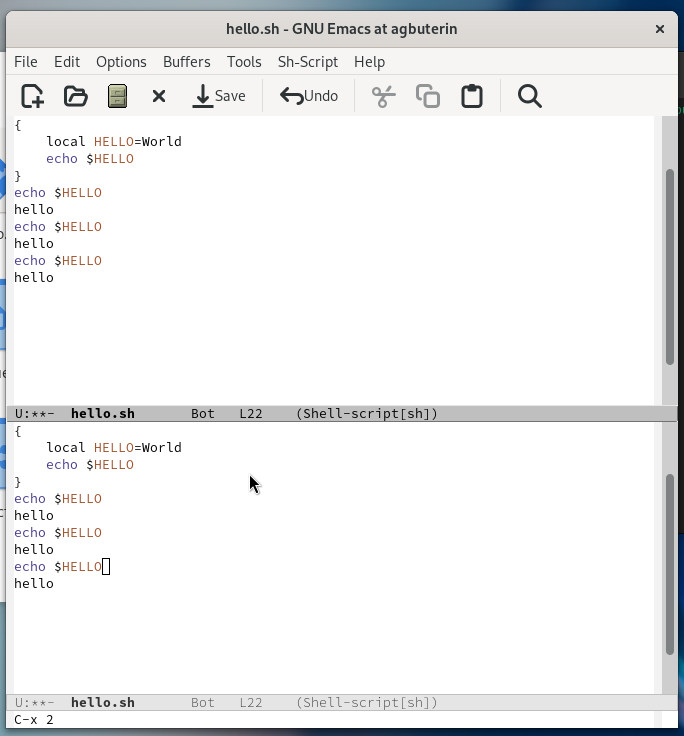 hello.sh - GNU Emacs at agbuterin ×
File Edit Options Buffers Tools Sh-Script Help
Save Undo
{
    local HELLO=World
    echo $HELLO
}
echo $HELLO
hello
echo $HELLO
hello
echo $HELLO
hello
U:**-  hello.sh       Bot   L22    (Shell-script[sh])
{
    local HELLO=World
    echo $HELLO
}
echo $HELLO
hello
echo $HELLO
hello
echo $HELLO
hello
U:**-  hello.sh       Bot   L22    (Shell-script[sh])
C-x 2